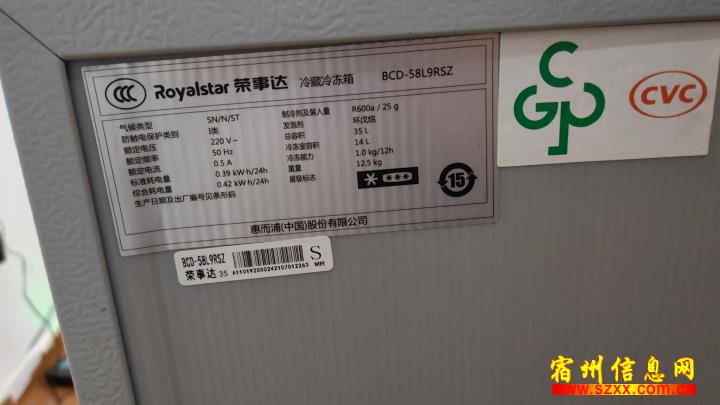 Royalstar 荣事达 冷藏冷冻箱 BCD-58L9RSZ
气候类型 SN/N/ST
防触电保护类别 I类
额定电压 220 V~
额定频率 50 Hz
额定电流 0.5 A
标准耗电量 0.39 kW·h/24h
综合耗电量 0.42 kW·h/24h
生产日期及出厂编号见条形码
制冷剂及装入量 R600a / 25 g
发泡剂 环戊烷
总容积 35 L
冷冻室容积 14 L
冷冻能力 1.0 kg/12h
重量 12.5 kg
星级标志
15
惠而浦(中国)股份有限公司
CGP
CVC
BCD-58L9RSZ
荣事达 35 A110192000242107012263 S
MR
宿州信息网
www.szxx.com.cn